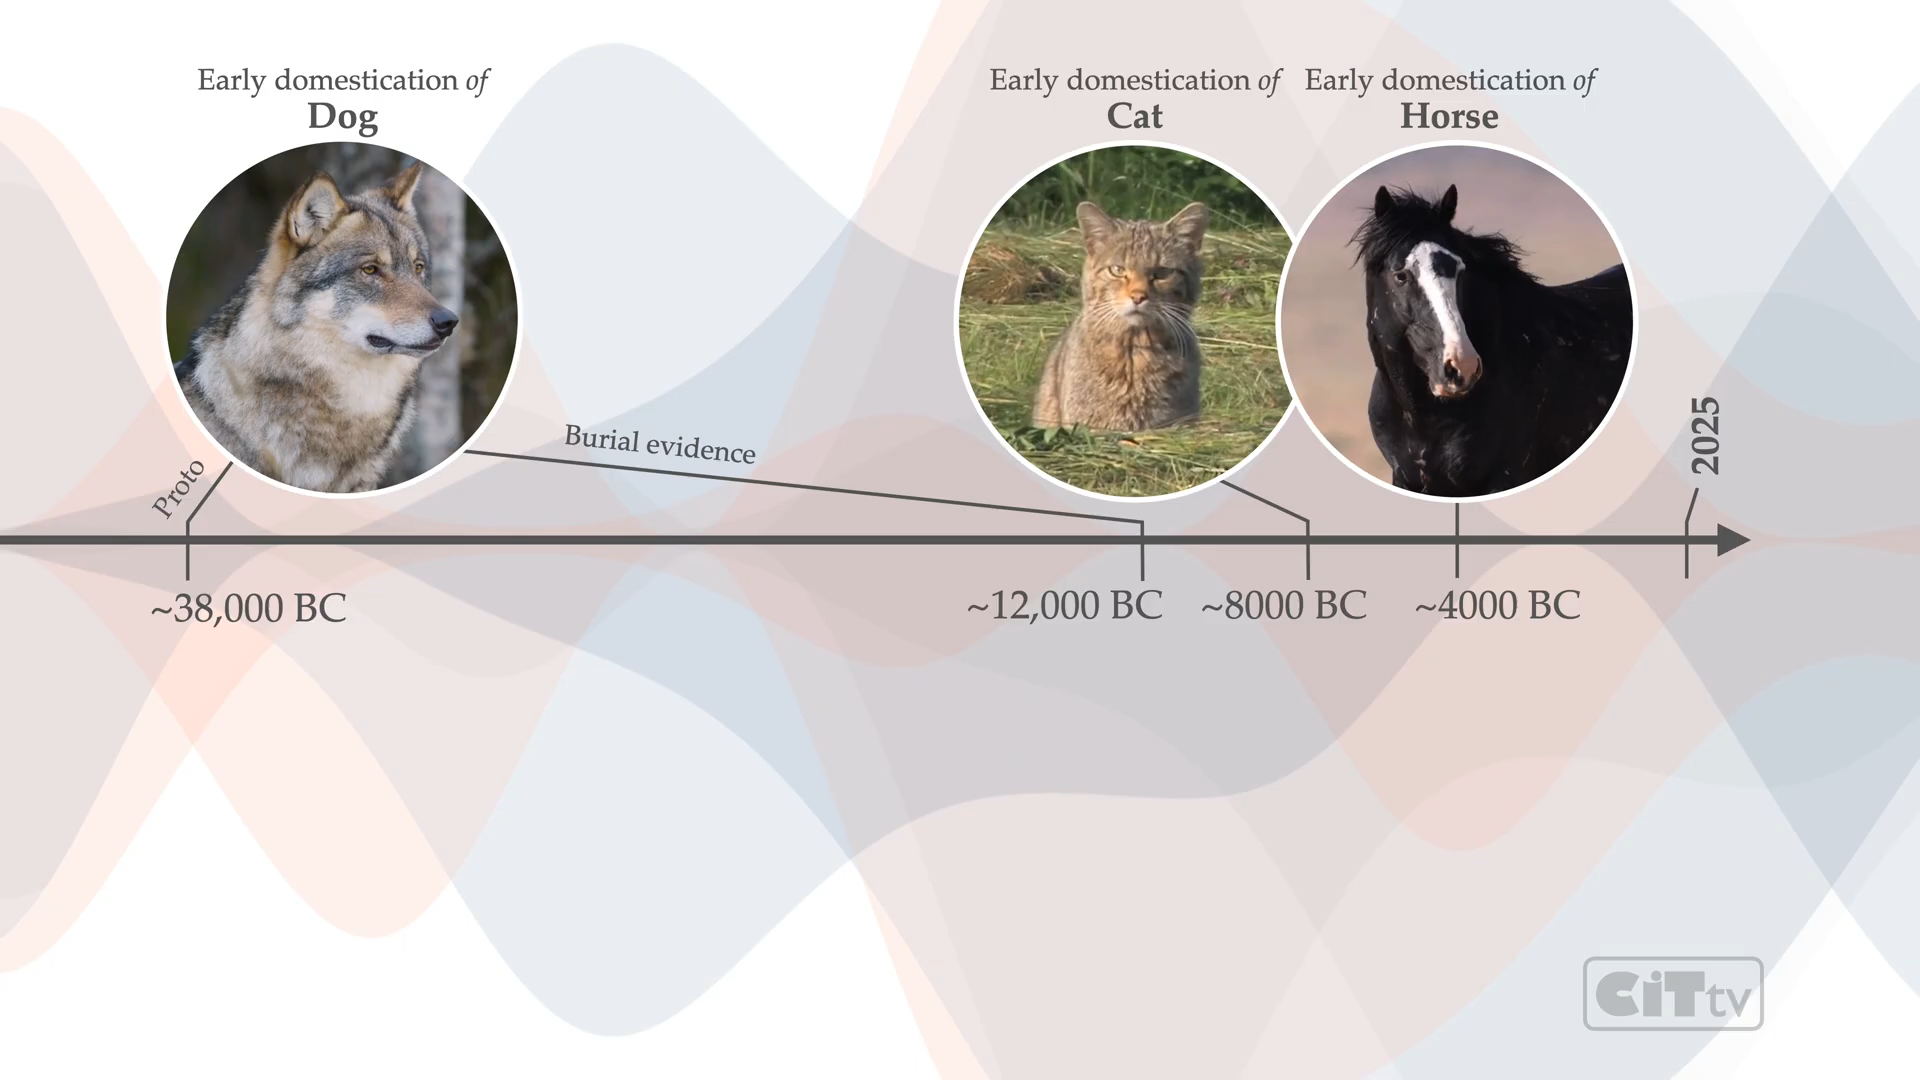 Early domestication of
Dog
Early domestication of
Cat
Early domestication of
Horse
Proto
Burial evidence
2025
~38,000 BC
~12,000 BC
~8000 BC
~4000 BC
CiTtv